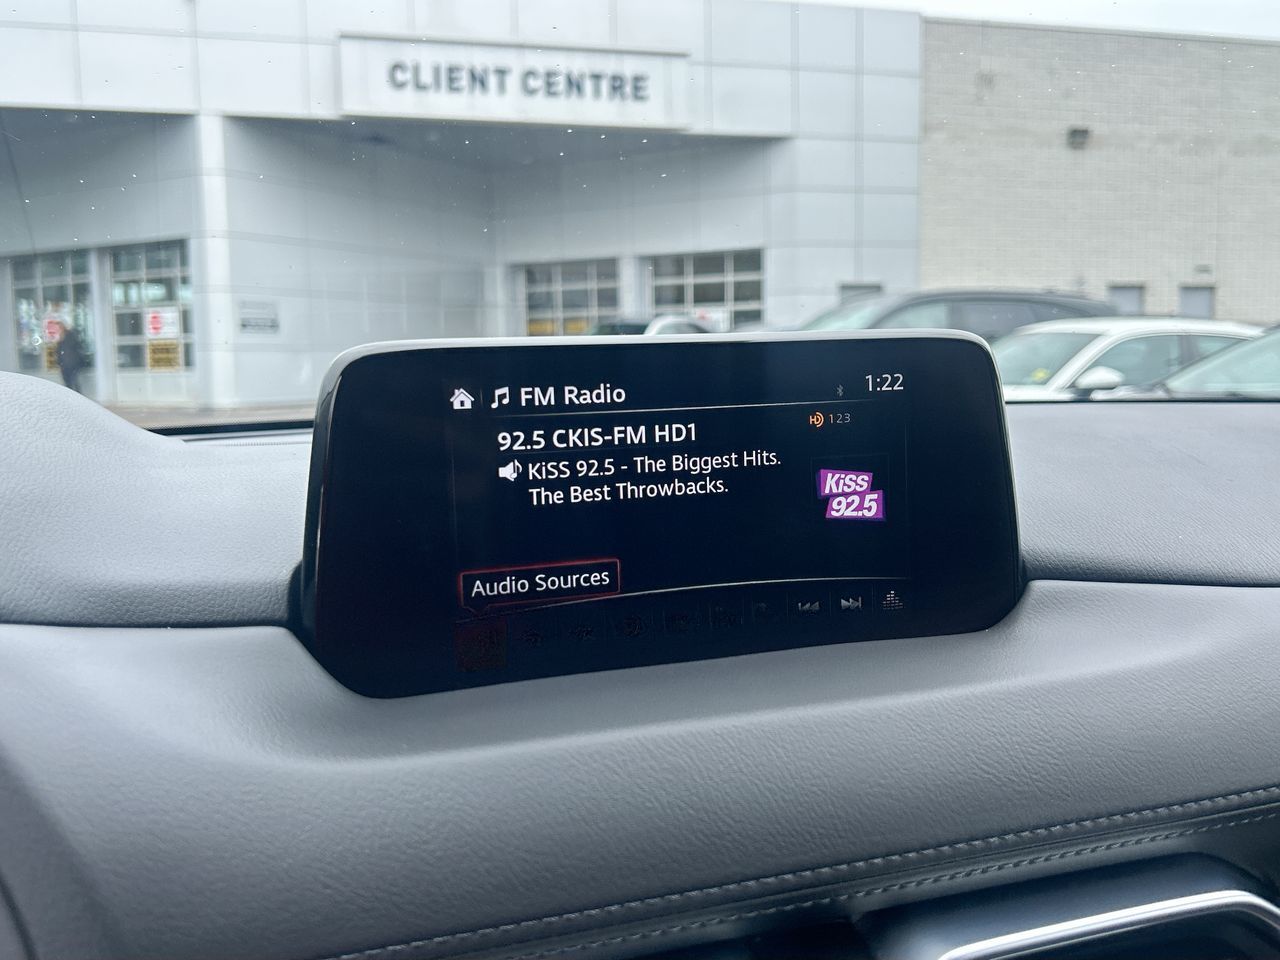 CLIENT CENTRE
FM Radio
1:22
92.5 CKIS-FM HD1
HD 123
KiSS 92.5 - The Biggest Hits.
The Best Throwbacks.
KiSS
92.5
Audio Sources